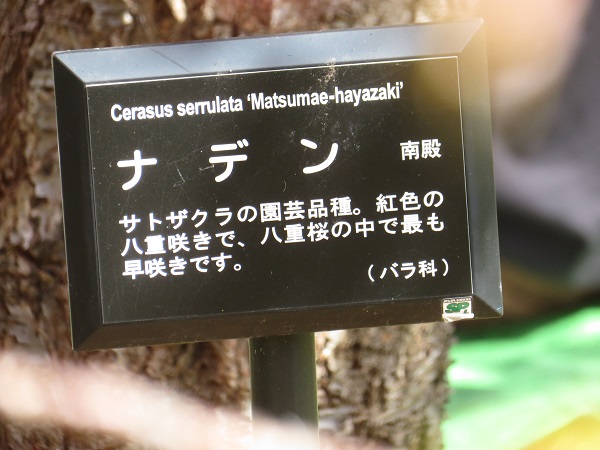 Cerasus serrulata 'Matsumae-hayazaki'
ナデン 南殿
サトザクラの園芸品種。紅色の
八重咲きで、八重桜の中で最も
早咲きです。
（バラ科）